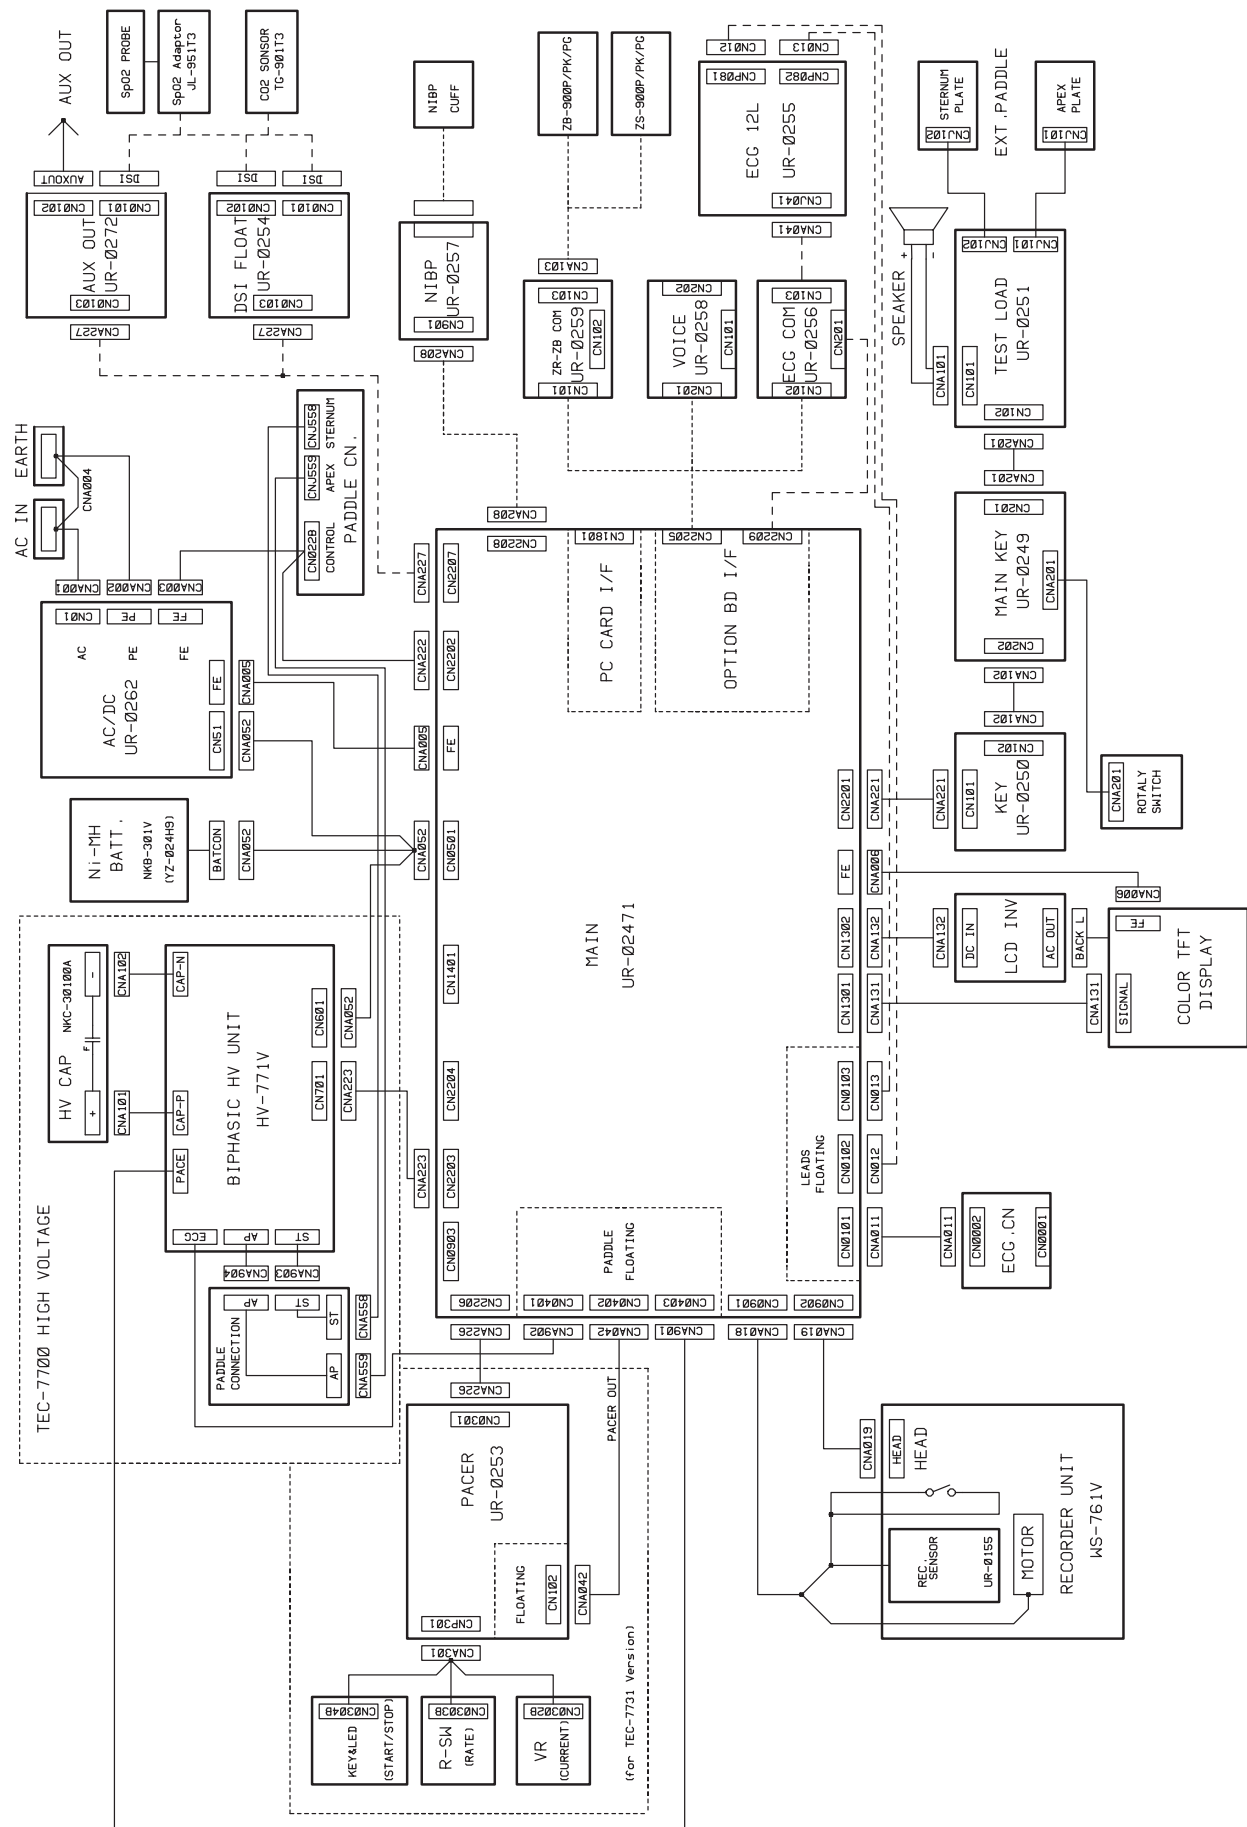 AUX OUT
SpO2 PROBE
SpO2 Adaptor
JL-951T3
CO2 SONSOR
TG-901T3
AUXOUT
DSI
DSI
DSI
CN0102
CN0101
AUX OUT
UR-0272
CN0103
CNA227
CN0102
CN0101
DSI FLOAT
UR-0254
CN0103
CNA227
NIBP
CUFF
NIBP
UR-0257
CN901
CNA208
ZB-900P/PK/PG
ZS-900P/PK/PG
CNA103
CN103
ZR-ZB COM
UR-0259
CN102
CN101
CN202
VOICE
UR-0258
CN101
CN201
CN012
CN013
CNP081
CNP082
ECG 12L
UR-0255
CNJ041
CNA041
CN103
ECG COM
UR-0256
CN201
CN102
SPEAKER
+
-
CNA101
STERNUM
PLATE
CNJ102
EXT.PADDLE
APEX
PLATE
CNJ101
CNJ102
CNJ101
CN101
TEST LOAD
UR-0251
CN102
CNA201
CNA201
CN201
MAIN KEY
UR-0249
CNA201
CN202
CNA102
CNA102
CN102
KEY
UR-0250
CN101
CNA221
CNA201
ROTALY
SWITCH
AC IN
EARTH
CNA004
CNA001
CNA002
CNA003
CN01
PE
FE
AC
PE
FE
AC/DC
UR-0262
FE
CN51
CNA005
CNA052
CNJ558
CNJ559
CN022B
STERNUM
APEX
CONTROL
PADDLE CN.
Ni-MH
BATT.
NKB-301V
(YZ-024H9)
BATCON
CNA052
CNA208
CN2208
CN1801
CN2205
CN2209
PC CARD I/F
OPTION BD I/F
CNA227
CN2207
CNA222
CN2202
CNA005
FE
CNA052
CN0501
CN1401
CN2204
CNA223
CN2203
CN0903
MAIN
UR-02471
CN2201
CNA221
FE
CNA006
CN1302
CNA132
CN1301
CNA131
CN0103
CN013
CN0102
CN012
CN0101
CNA011
LEADS
FLOATING
PADDLE
FLOATING
CN2206
CN0401
CN0402
CN0403
CN0901
CN0902
CNA226
CNA902
CNA042
CNA901
CNA018
CNA019
CNA132
DC IN
LCD INV
AC OUT
BACK L
CNA006
FE
CNA131
SIGNAL
COLOR TFT
DISPLAY
CNA011
CN0002
ECG.CN
CN0001
TEC-7700 HIGH VOLTAGE
HV CAP
NKC-30100A
+
F
-
CNA101
CNA102
CAP-P
CAP-N
PACE
BIPHASIC HV UNIT
HV-771V
CN601
CNA052
CN701
CNA223
ECG
AP
ST
CNA904
CNA903
PADDLE
CONNECTION
AP
ST
ST
AP
CNA558
CNA559
CNA226
CN0301
PACER
UR-0253
FLOATING
CN102
CNA042
PACER OUT
CNP301
CNA301
KEY&LED
(START/STOP)
CN0304B
R-SW
(RATE)
CN0303B
VR
(CURRENT)
CN0302B
(for TEC-7731 Version)
CNA019
HEAD
HEAD
REC.
SENSOR
UR-0155
MOTOR
RECORDER UNIT
WS-761V